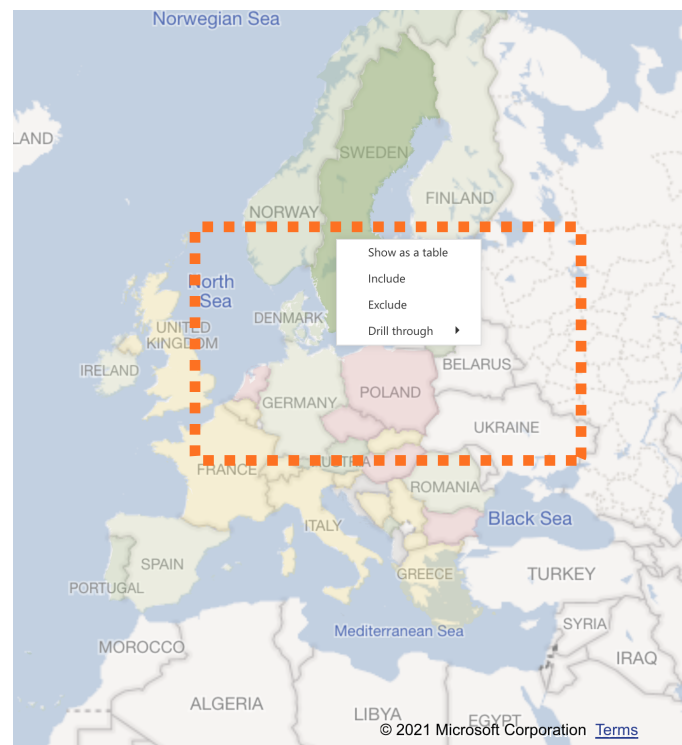 Norwegian Sea
LAND
SWEDEN
FINLAND
NORWAY
Show as a table
Include
Exclude
Drill through
North
Sea
DENMARK
UNITED
KINGDOM
IRELAND
BELARUS
POLAND
GERMANY
UKRAINE
FRANCE
AUSTRIA
ROMANIA
ITALY
Black Sea
SPAIN
PORTUGAL
GREECE
TURKEY
SYRIA
Mediterranean Sea
MOROCCO
IRAQ
ALGERIA
LIBYA
EGYPT
© 2021 Microsoft Corporation Terms